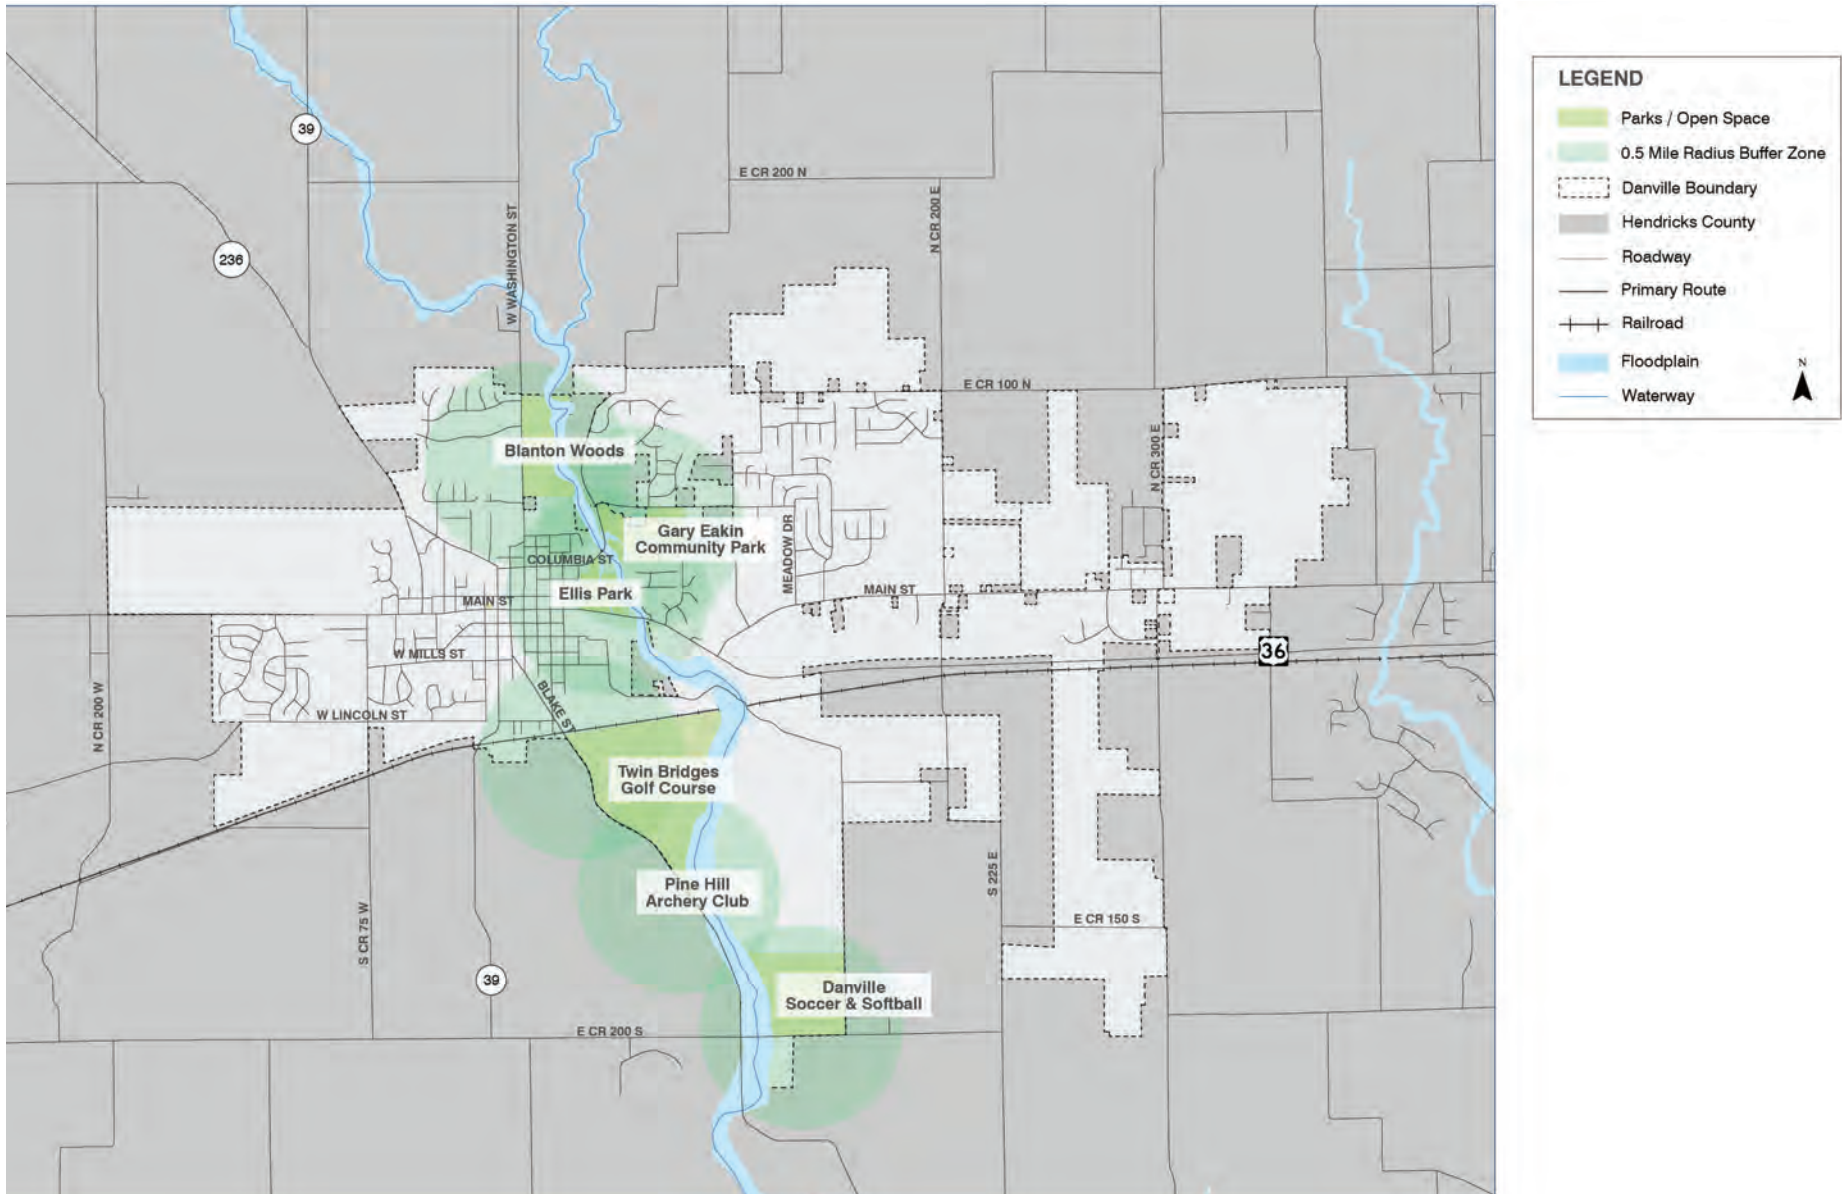 LEGEND
Parks / Open Space
0.5 Mile Radius Buffer Zone
Danville Boundary
Hendricks County
Roadway
Primary Route
Railroad
Floodplain
Waterway
N
39
236
E CR 200 N
N CR 200 E
W WASHINGTON ST
E CR 100 N
Blanton Woods
N CR 300 E
Gary Eakin
Community Park
MEADOW DR
COLUMBIA ST
Ellis Park
MAIN ST
MAIN ST
W MILLS ST
36
BLAKE ST
W LINCOLN ST
N CR 200 W
Twin Bridges
Golf Course
Pine Hill
Archery Club
S 225 E
S CR 75 W
E CR 150 S
39
Danville
Soccer & Softball
E CR 200 S